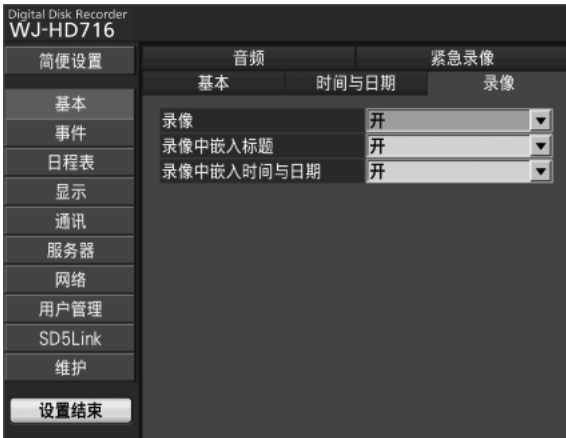 Digital Disk Recorder
WJ-HD716
简便设置
基本
事件
日程表
显示
通讯
服务器
网络
用户管理
SD5Link
维护
设置结束
音频 紧急录像
基本 时间与日期 录像
录像 开
录像中嵌入标题 开
录像中嵌入时间与日期 开